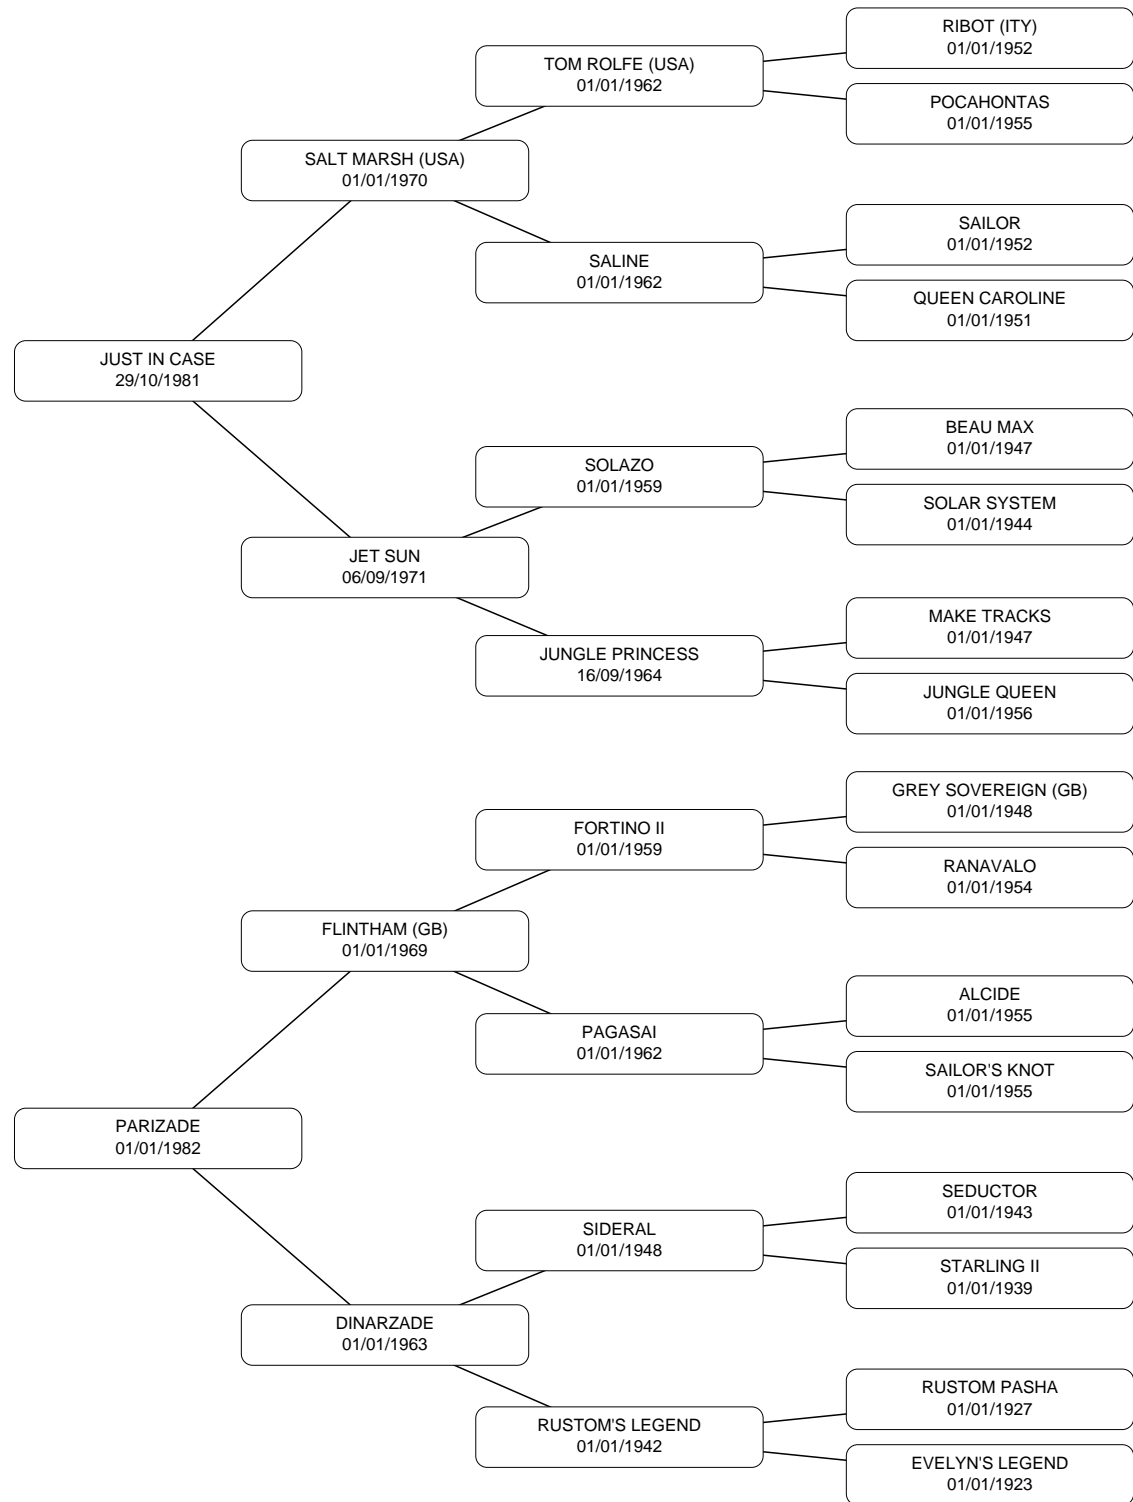 RIBOT (ITY)
01/01/1952
TOM ROLFE (USA)
01/01/1962
POCAHONTAS
01/01/1955
SALT MARSH (USA)
01/01/1970
SAILOR
01/01/1952
SALINE
01/01/1962
QUEEN CAROLINE
01/01/1951
JUST IN CASE
29/10/1981
BEAU MAX
01/01/1947
SOLAZO
01/01/1959
SOLAR SYSTEM
01/01/1944
JET SUN
06/09/1971
MAKE TRACKS
01/01/1947
JUNGLE PRINCESS
16/09/1964
JUNGLE QUEEN
01/01/1956
GREY SOVEREIGN (GB)
01/01/1948
FORTINO II
01/01/1959
RANAVALO
01/01/1954
FLINTHAM (GB)
01/01/1969
ALCIDE
01/01/1955
PAGASAI
01/01/1962
SAILOR'S KNOT
01/01/1955
PARIZADE
01/01/1982
SEDUCTOR
01/01/1943
SIDERAL
01/01/1948
STARLING II
01/01/1939
DINARZADE
01/01/1963
RUSTOM PASHA
01/01/1927
RUSTOM'S LEGEND
01/01/1942
EVELYN'S LEGEND
01/01/1923